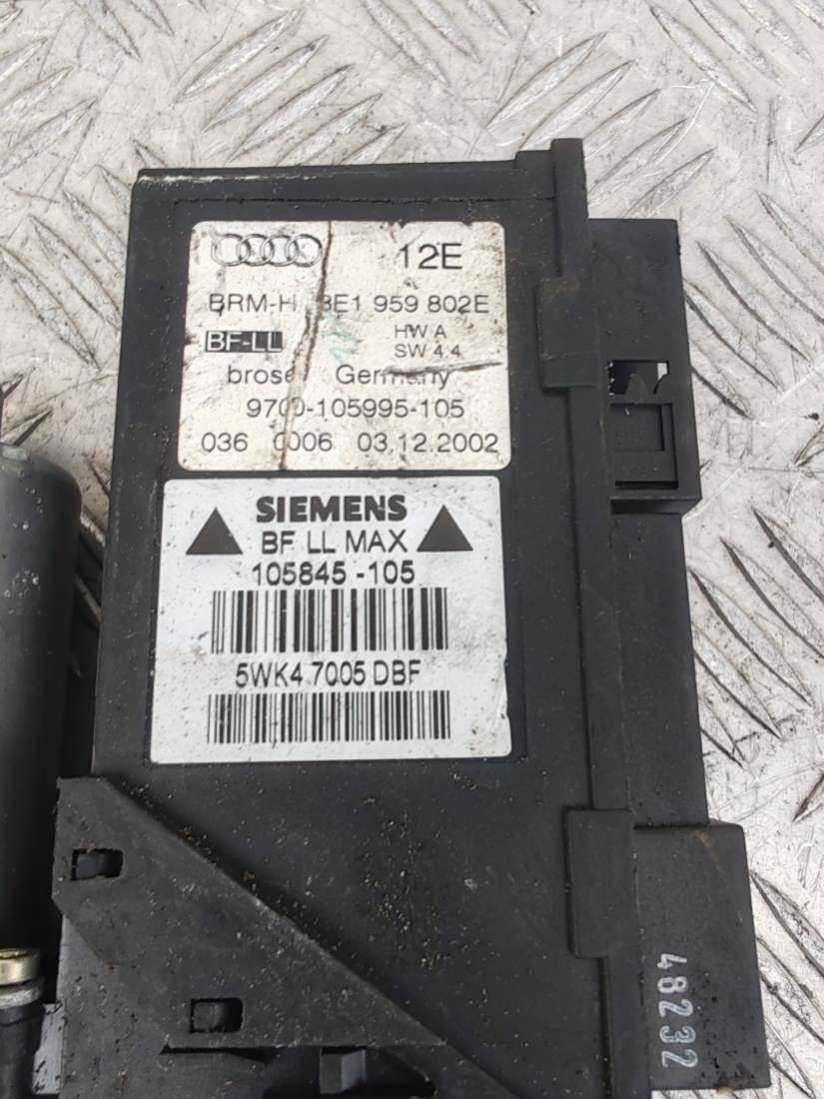 12E
BRM-H 8E1 959 802E
BF-LL HW A
SW 4.4
brose Germany
9700-105995-105
036 0006 03.12.2002
SIEMENS
BF LL MAX
105845-105
5WK4 7005 DBF
48232